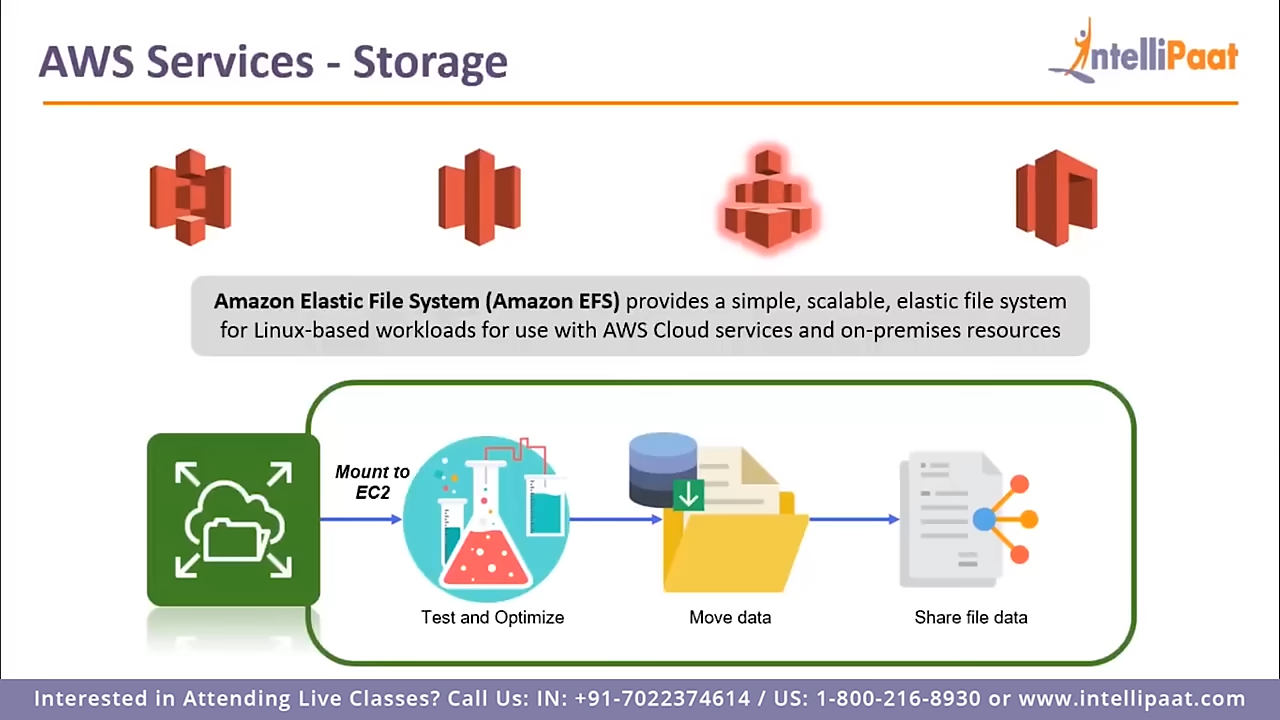 AWS Services - Storage
IntelliPaat
Amazon Elastic File System (Amazon EFS) provides a simple, scalable, elastic file system
for Linux-based workloads for use with AWS Cloud services and on-premises resources
Mount to
EC2
Test and Optimize
Move data
Share file data
Interested in Attending Live Classes? Call Us: IN: +91-7022374614 / US: 1-800-216-8930 or www.intellipaat.com